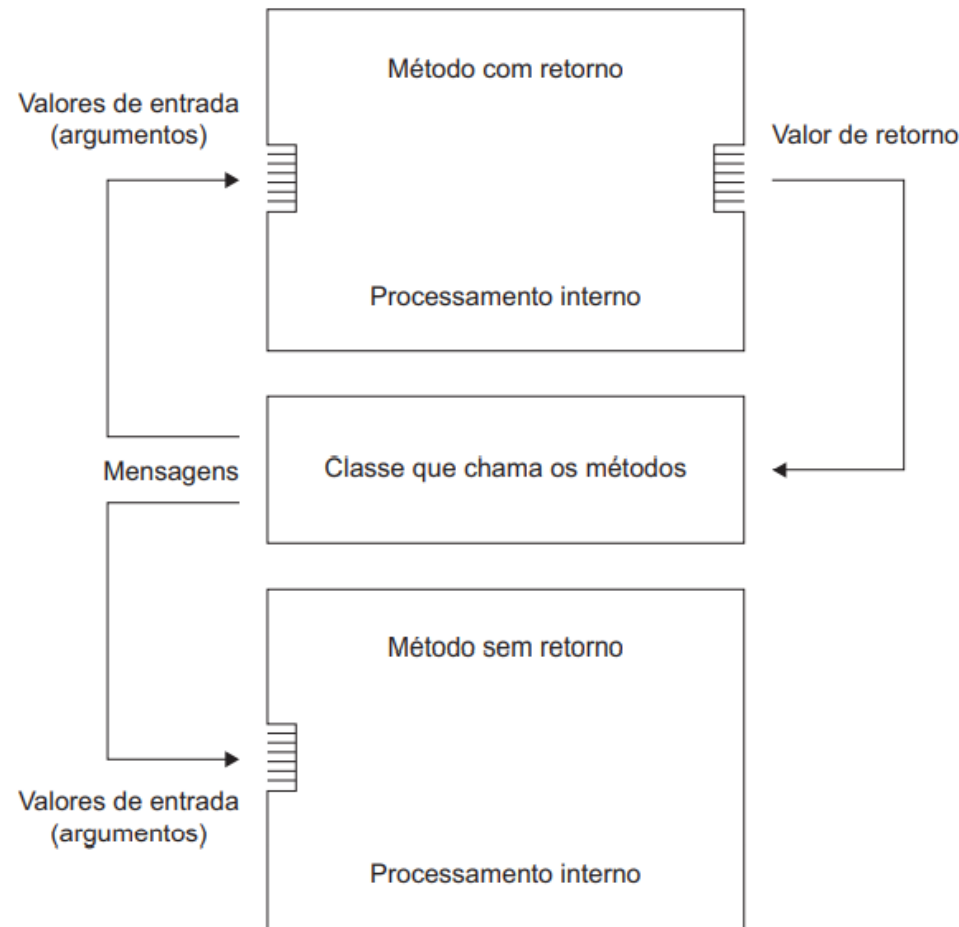 Método com retorno
Valores de entrada
(argumentos)
Valor de retorno
Processamento interno
Mensagens
Classe que chama os métodos
Método sem retorno
Valores de entrada
(argumentos)
Processamento interno